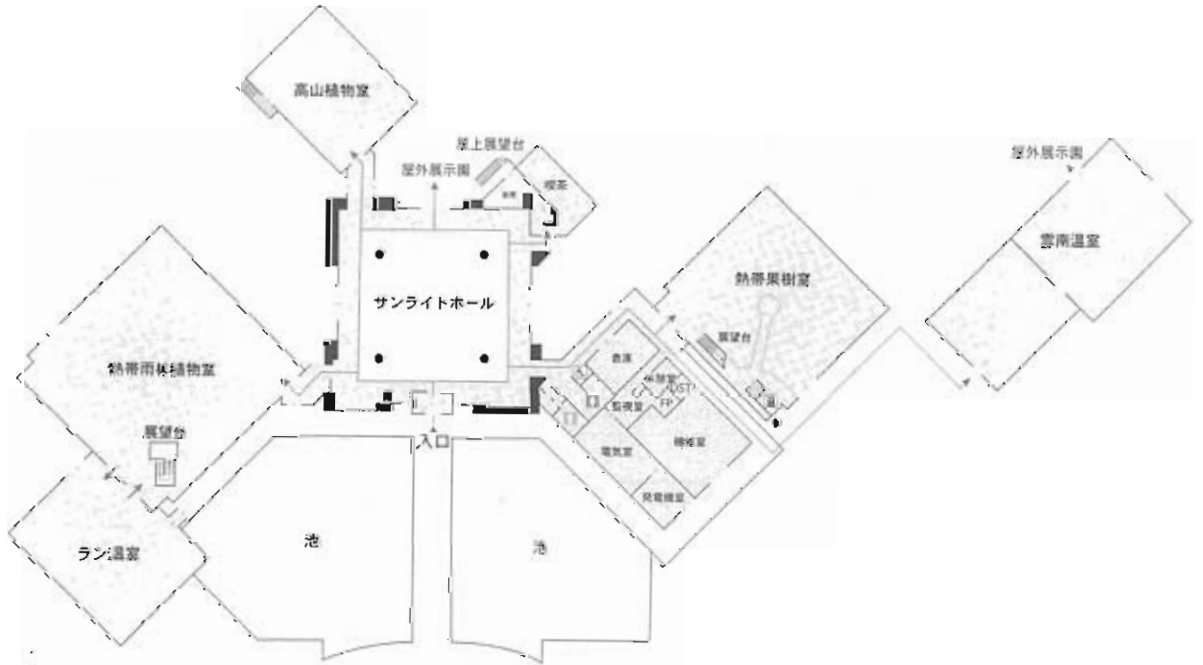 高山植物室
屋上展望台
屋外展示園
喫茶
屋外展示園
雲南温室
熱帯果樹室
サンライトホール
展望台
倉庫
熱帯雨林植物室
DST
監視室
FP
展望台
入口
機械室
電気室
発電機室
ラン温室
池
池